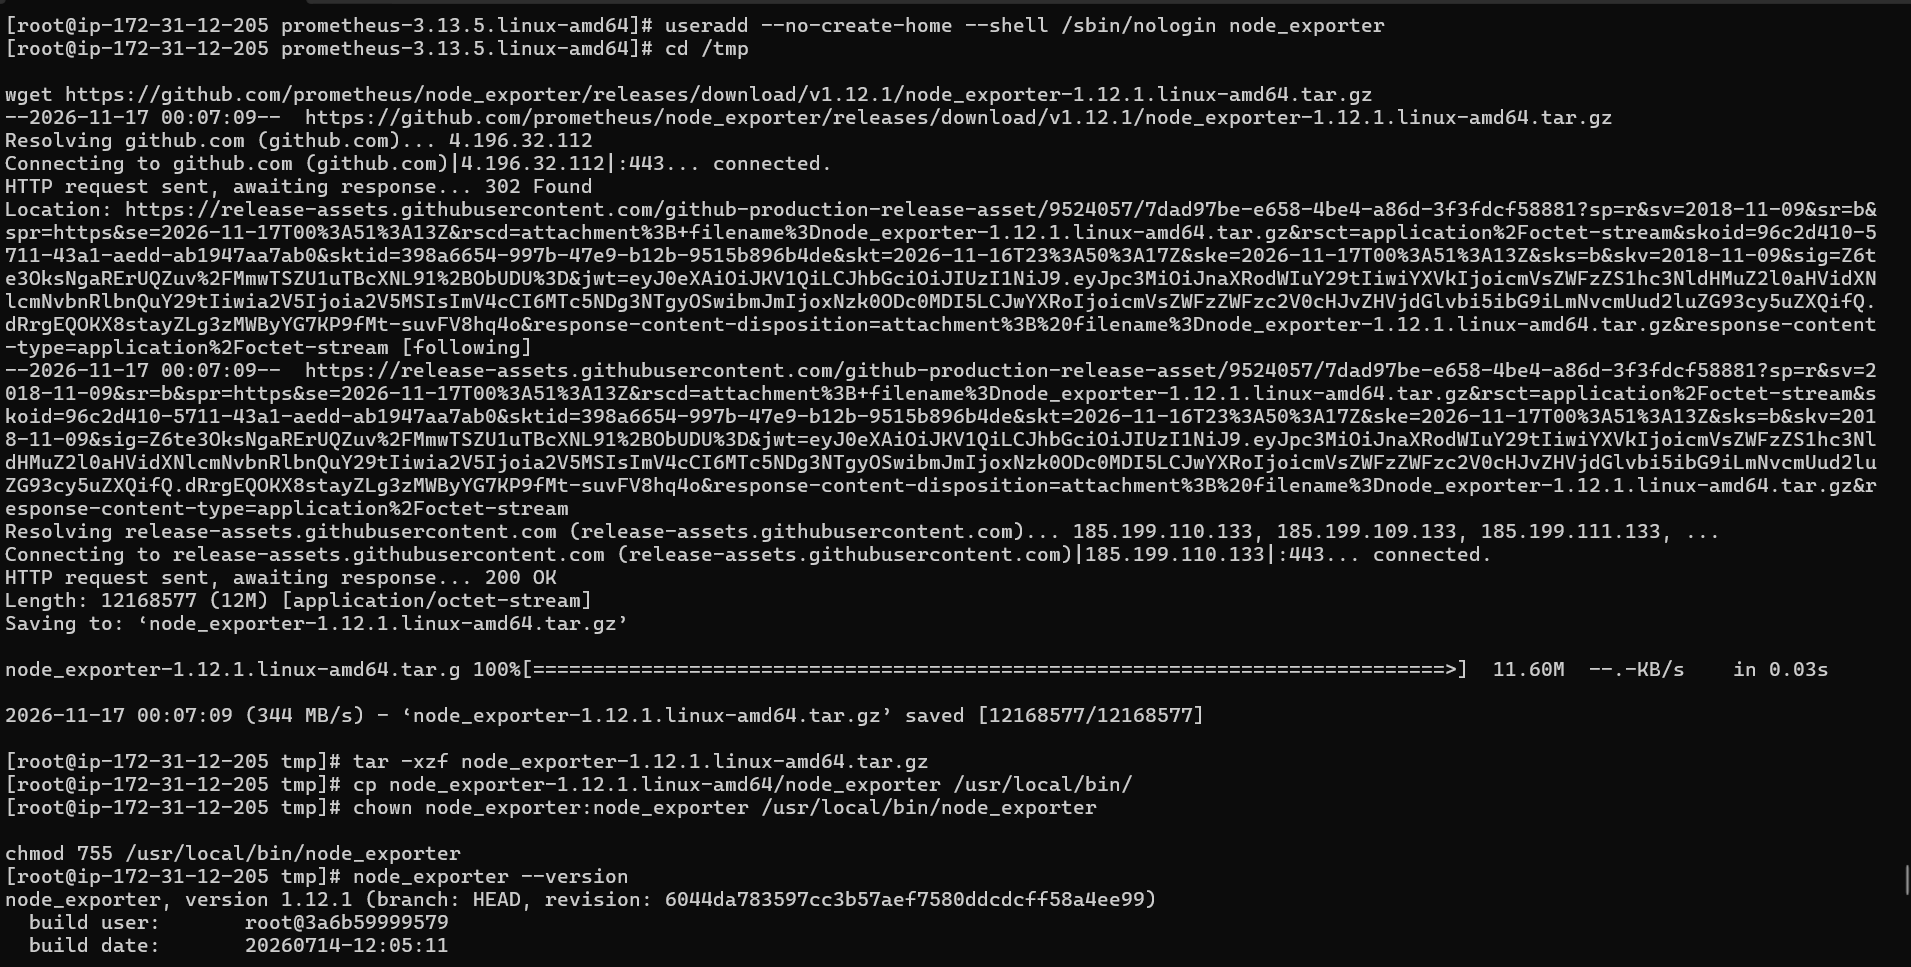 [root@ip-172-31-12-205 prometheus-3.13.5.linux-amd64]# useradd --no-create-home --shell /sbin/nologin node_exporter
[root@ip-172-31-12-205 prometheus-3.13.5.linux-amd64]# cd /tmp
wget https://github.com/prometheus/node_exporter/releases/download/v1.12.1/node_exporter-1.12.1.linux-amd64.tar.gz
--2026-11-17 00:07:09--  https://github.com/prometheus/node_exporter/releases/download/v1.12.1/node_exporter-1.12.1.linux-amd64.tar.gz
Resolving github.com (github.com)... 4.196.32.112
Connecting to github.com (github.com)|4.196.32.112|:443... connected.
HTTP request sent, awaiting response... 302 Found
Location: https://release-assets.githubusercontent.com/github-production-release-asset/9524057/7dad97be-e658-4be4-a86d-3f3fdcf58881?sp=r&sv=2018-11-09&sr=b&
spr=https&se=2026-11-17T00%3A51%3A13Z&rscd=attachment%3B+filename%3Dnode_exporter-1.12.1.linux-amd64.tar.gz&rsct=application%2Foctet-stream&skoid=96c2d410-5
711-43a1-aedd-ab1947aa7ab0&sktid=398a6654-997b-47e9-b12b-9515b896b4de&skt=2026-11-16T23%3A50%3A17Z&ske=2026-11-17T00%3A51%3A13Z&sks=b&skv=2018-11-09&sig=Z6t
e3OksNgaRErUQZuv%2FMmwTSZU1uTBcXNL91%2BObUDU%3D&jwt=eyJ0eXAiOiJKV1QiLCJhbGciOiJIUzI1NiJ9.eyJpc3MiOiJnaXRodWIuY29tIiwiYXVkIjoicmVsZWFzZS1hc3NldHMuZ2l0aHVidXN
lcmNvbnRlbnQuY29tIiwia2V5Ijoia2V5MSIsImV4cCI6MTc5NDg3NTgyOSwibmJmIjoxNzk0ODc0MDI5LCJwYXRoIjoicmVsZWFzZWFzc2V0cHJvZHVjdGlvbi5ibG9iLmNvcmUud2luZG93cy5uZXQifQ.
dRrgEQOKX8stayZLg3zMWByYG7KP9fMt-suvFV8hq4o&response-content-disposition=attachment%3B%20filename%3Dnode_exporter-1.12.1.linux-amd64.tar.gz&response-content
-type=application%2Foctet-stream [following]
--2026-11-17 00:07:09--  https://release-assets.githubusercontent.com/github-production-release-asset/9524057/7dad97be-e658-4be4-a86d-3f3fdcf58881?sp=r&sv=2
018-11-09&sr=b&spr=https&se=2026-11-17T00%3A51%3A13Z&rscd=attachment%3B+filename%3Dnode_exporter-1.12.1.linux-amd64.tar.gz&rsct=application%2Foctet-stream&s
koid=96c2d410-5711-43a1-aedd-ab1947aa7ab0&sktid=398a6654-997b-47e9-b12b-9515b896b4de&skt=2026-11-16T23%3A50%3A17Z&ske=2026-11-17T00%3A51%3A13Z&sks=b&skv=201
8-11-09&sig=Z6te3OksNgaRErUQZuv%2FMmwTSZU1uTBcXNL91%2BObUDU%3D&jwt=eyJ0eXAiOiJKV1QiLCJhbGciOiJIUzI1NiJ9.eyJpc3MiOiJnaXRodWIuY29tIiwiYXVkIjoicmVsZWFzZS1hc3Nl
dHMuZ2l0aHVidXNlcmNvbnRlbnQuY29tIiwia2V5Ijoia2V5MSIsImV4cCI6MTc5NDg3NTgyOSwibmJmIjoxNzk0ODc0MDI5LCJwYXRoIjoicmVsZWFzZWFzc2V0cHJvZHVjdGlvbi5ibG9iLmNvcmUud2lu
ZG93cy5uZXQifQ.dRrgEQOKX8stayZLg3zMWByYG7KP9fMt-suvFV8hq4o&response-content-disposition=attachment%3B%20filename%3Dnode_exporter-1.12.1.linux-amd64.tar.gz&r
esponse-content-type=application%2Foctet-stream
Resolving release-assets.githubusercontent.com (release-assets.githubusercontent.com)... 185.199.110.133, 185.199.109.133, 185.199.111.133, ...
Connecting to release-assets.githubusercontent.com (release-assets.githubusercontent.com)|185.199.110.133|:443... connected.
HTTP request sent, awaiting response... 200 OK
Length: 12168577 (12M) [application/octet-stream]
Saving to: ‘node_exporter-1.12.1.linux-amd64.tar.gz’
node_exporter-1.12.1.linux-amd64.tar.g 100%[============================================================================>]  11.60M  --.-KB/s    in 0.03s
2026-11-17 00:07:09 (344 MB/s) - ‘node_exporter-1.12.1.linux-amd64.tar.gz’ saved [12168577/12168577]
[root@ip-172-31-12-205 tmp]# tar -xzf node_exporter-1.12.1.linux-amd64.tar.gz
[root@ip-172-31-12-205 tmp]# cp node_exporter-1.12.1.linux-amd64/node_exporter /usr/local/bin/
[root@ip-172-31-12-205 tmp]# chown node_exporter:node_exporter /usr/local/bin/node_exporter
chmod 755 /usr/local/bin/node_exporter
[root@ip-172-31-12-205 tmp]# node_exporter --version
node_exporter, version 1.12.1 (branch: HEAD, revision: 6044da783597cc3b57aef7580ddcdcff58a4ee99)
  build user:       root@3a6b59999579
  build date:       20260714-12:05:11